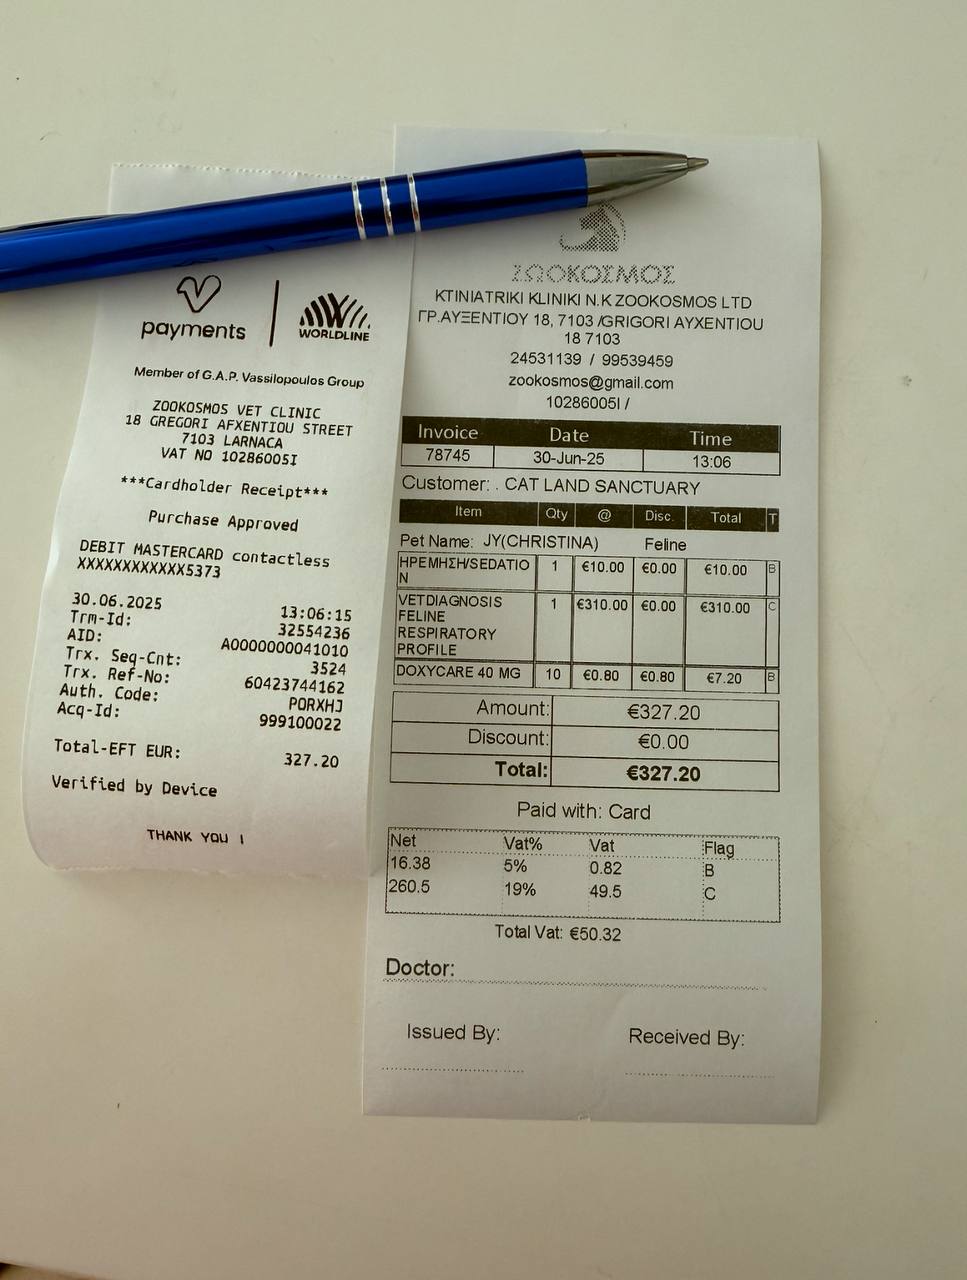 payments
WORLDLINE
Member of G.A.P. Vassilopoulos Group
ZOOKOSMOS VET CLINIC
18 GREGORI AFXENTIOU STREET
7103 LARNACA
VAT NO 10286005I
***Cardholder Receipt***
Purchase Approved
DEBIT MASTERCARD contactless
XXXXXXXXXXXX5373
30.06.2025 13:06:15
Trm-Id: 32554236
AID: A0000000041010
Trx. Seq-Cnt: 3524
Trx. Ref-No: 60423744162
Auth. Code: PORXHJ
Acq-Id: 999100022
Total-EFT EUR: 327.20
Verified by Device
THANK YOU !
ΖΩΟΚΟΣΜΟΣ
KTINIATRIKI KLINIKI N.K ZOOKOSMOS LTD
ΓΡ.ΑΥΞΕΝΤΙΟΥ 18, 7103 /GRIGORI AYXENTIOU
18 7103
24531139 / 99539459
zookosmos@gmail.com
10286005I /
Invoice Date Time
78745 30-Jun-25 13:06
Customer: . CAT LAND SANCTUARY
Item Qty @ Disc. Total T
Pet Name: JY(CHRISTINA) Feline
ΗΡΕΜΗΣΗ/SEDATIO 1 €10.00 €0.00 €10.00 B
N
VETDIAGNOSIS 1 €310.00 €0.00 €310.00 C
FELINE
RESPIRATORY
PROFILE
DOXYCARE 40 MG 10 €0.80 €0.80 €7.20 B
Amount: €327.20
Discount: €0.00
Total: €327.20
Paid with: Card
Net Vat% Vat Flag
16.38 5% 0.82 B
260.5 19% 49.5 C
Total Vat: €50.32
Doctor:
Issued By: Received By: